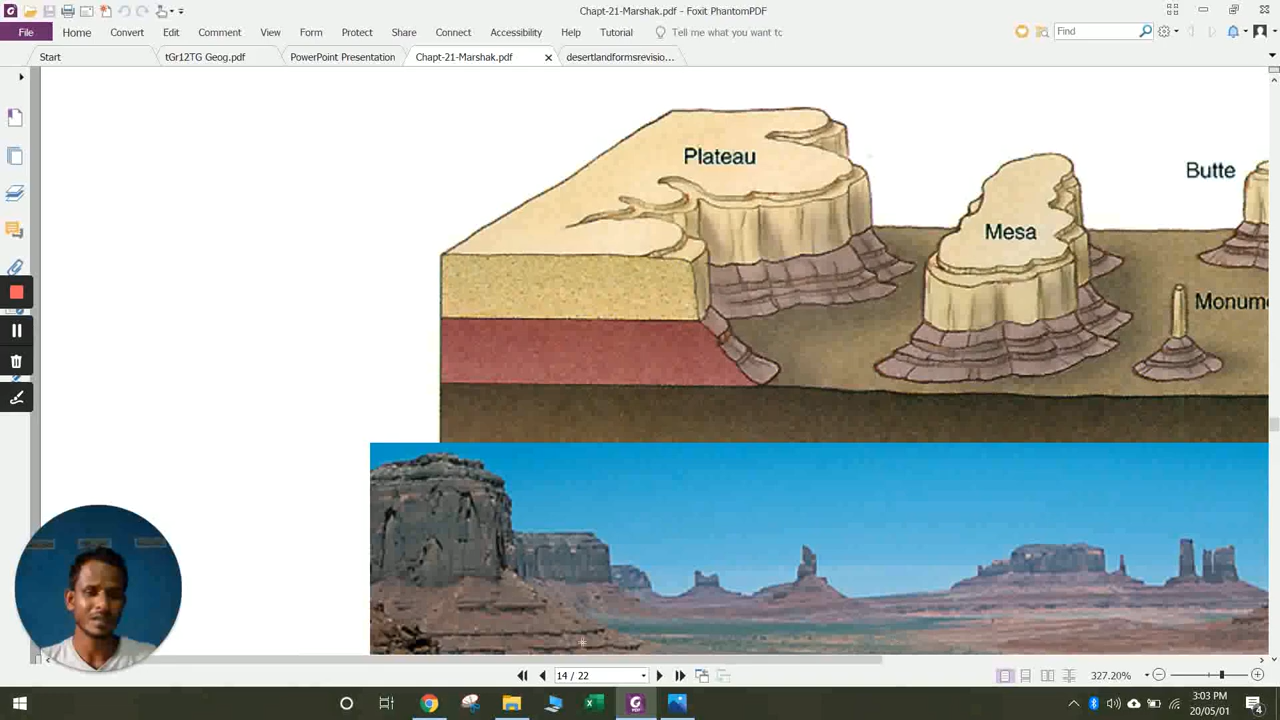 Chapt-21-Marshak.pdf - Foxit PhantomPDF
File Home Convert Edit Comment View Form Protect Share Connect Accessibility Help Tutorial Tell me what you want tc Find
Start tGr12TG Geog.pdf PowerPoint Presentation Chapt-21-Marshak.pdf desertlandformsrevisio...
Plateau
Butte
Mesa
Monume
14 / 22
327.20%
3:03 PM
20/05/01
4